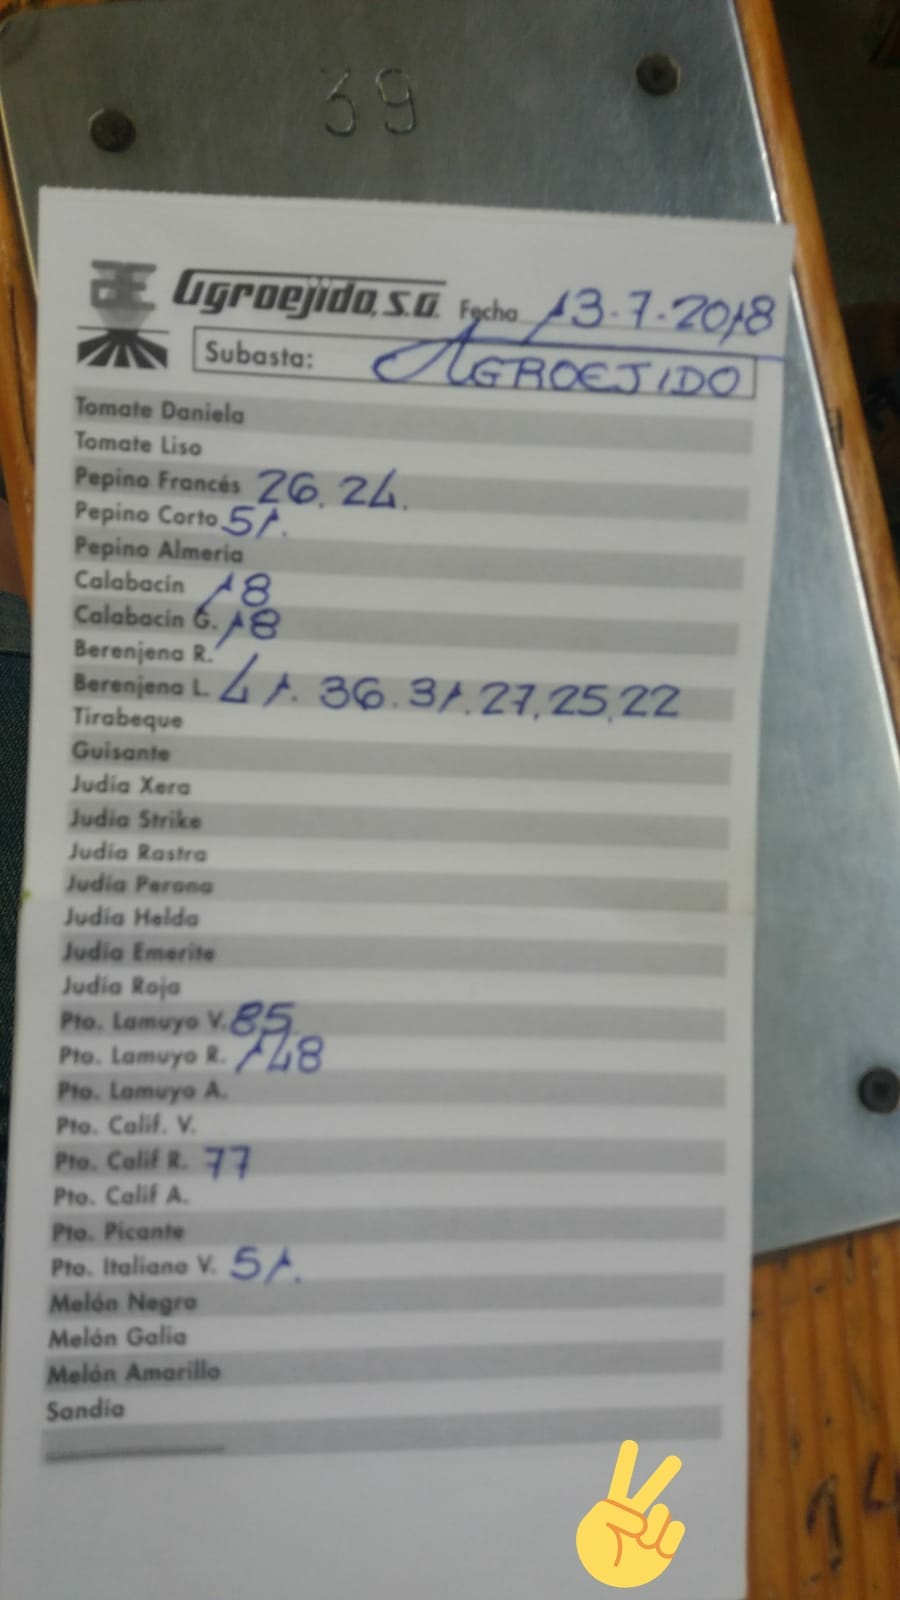 39
Agroejido, S.A. Fecha 13.7.2018
Subasta: AGROEJIDO
Tomate Daniela
Tomate Liso
Pepino Francés 26. 24.
Pepino Corto 51.
Pepino Almería
Calabacín 18
Calabacín G. 18
Berenjena R.
Berenjena L. 41. 36. 31. 27, 25, 22
Tirabeque
Guisante
Judía Xera
Judía Strike
Judía Rastra
Judía Perona
Judía Helda
Judía Emerite
Judía Roja
Pto. Lamuyo V. 85
Pto. Lamuyo R. 148
Pto. Lamuyo A.
Pto. Calif. V.
Pto. Calif R. 77
Pto. Calif A.
Pto. Picante
Pto. Italiano V. 51.
Melón Negro
Melón Galia
Melón Amarillo
Sandía